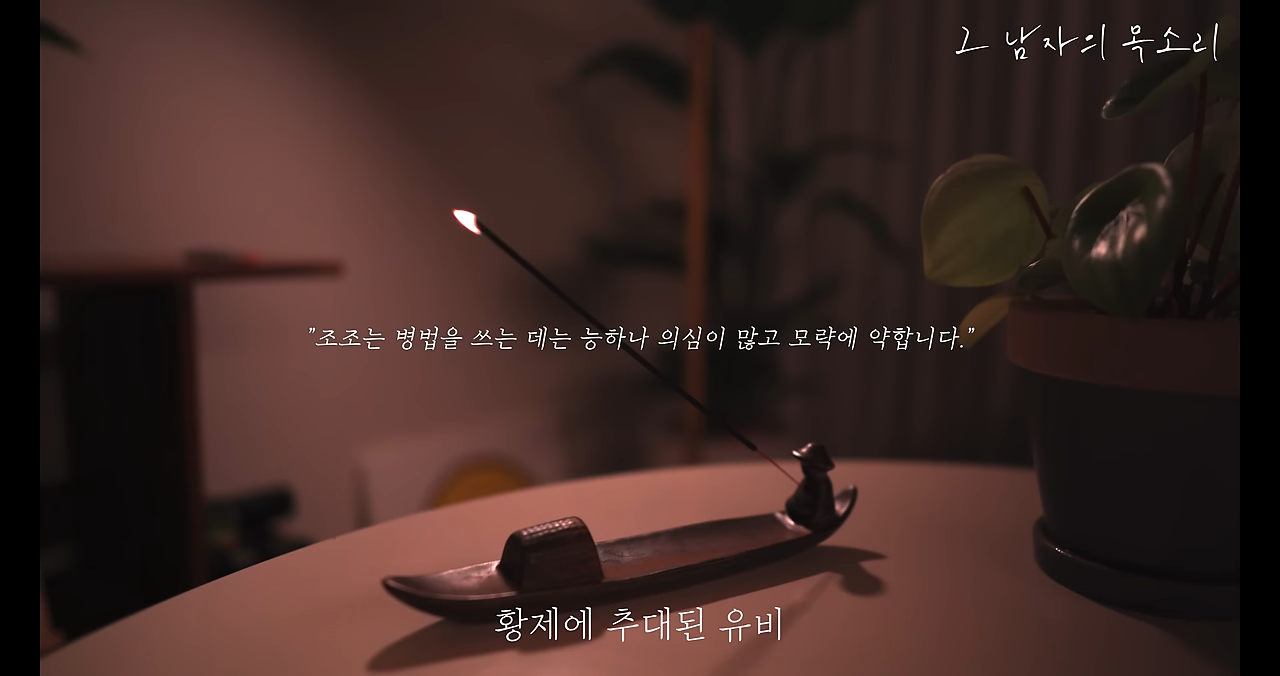 그 남자의 목소리
"조조는 병법을 쓰는 데는 능하나 의심이 많고 모략에 약합니다."
황제에 추대된 유비